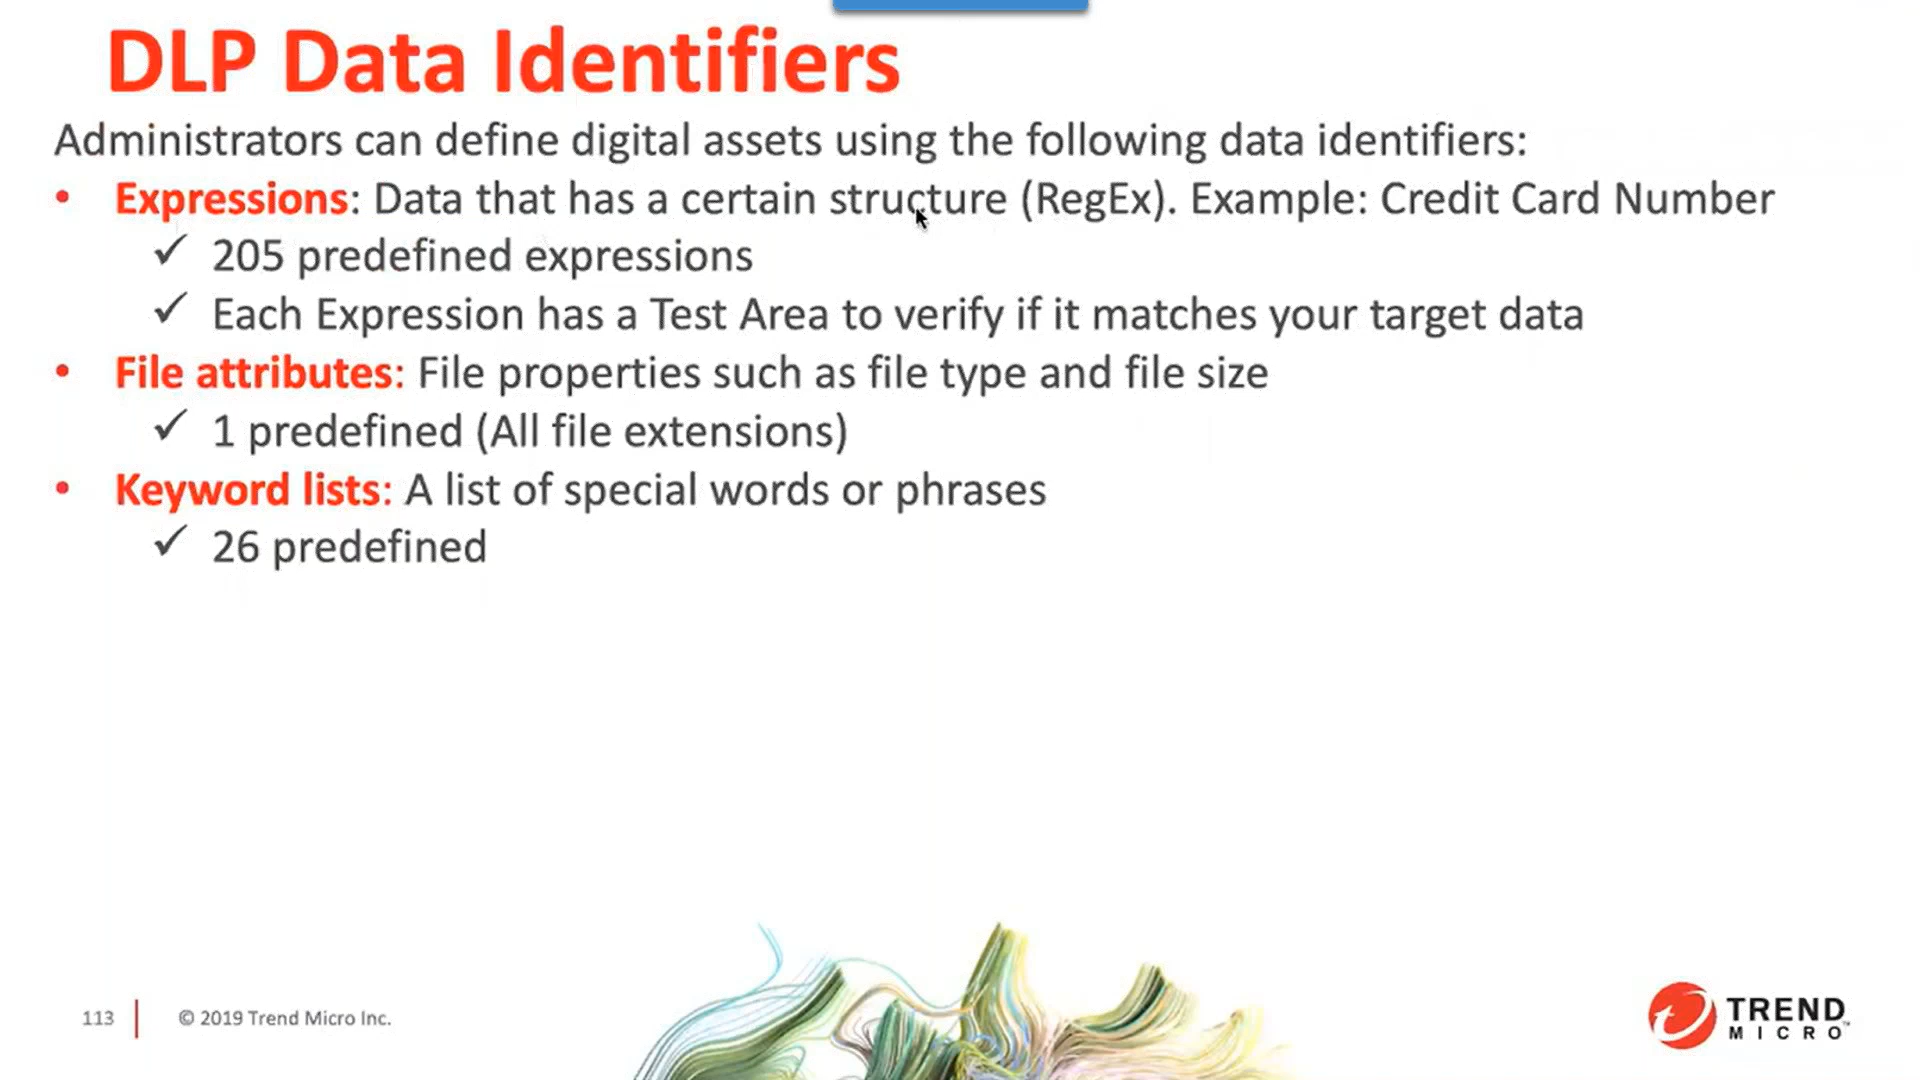 DLP Data Identifiers
Administrators can define digital assets using the following data identifiers:
• Expressions: Data that has a certain structure (RegEx). Example: Credit Card Number
✓ 205 predefined expressions
✓ Each Expression has a Test Area to verify if it matches your target data
• File attributes: File properties such as file type and file size
✓ 1 predefined (All file extensions)
• Keyword lists: A list of special words or phrases
✓ 26 predefined
113
© 2019 Trend Micro Inc.
TREND
MICRO™